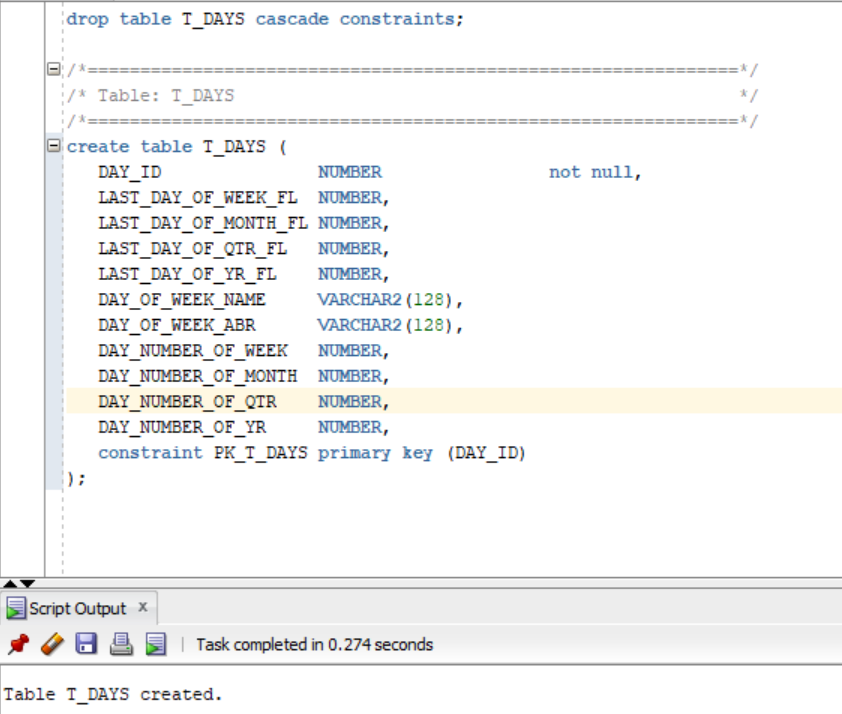 drop table T_DAYS cascade constraints;
/*==============================================================*/
/* Table: T_DAYS                                                */
/*==============================================================*/
create table T_DAYS (
   DAY_ID               NUMBER                not null,
   LAST_DAY_OF_WEEK_FL  NUMBER,
   LAST_DAY_OF_MONTH_FL NUMBER,
   LAST_DAY_OF_QTR_FL   NUMBER,
   LAST_DAY_OF_YR_FL    NUMBER,
   DAY_OF_WEEK_NAME     VARCHAR2(128),
   DAY_OF_WEEK_ABR      VARCHAR2(128),
   DAY_NUMBER_OF_WEEK   NUMBER,
   DAY_NUMBER_OF_MONTH  NUMBER,
   DAY_NUMBER_OF_QTR    NUMBER,
   DAY_NUMBER_OF_YR     NUMBER,
   constraint PK_T_DAYS primary key (DAY_ID)
);
Script Output x
Task completed in 0.274 seconds
Table T_DAYS created.